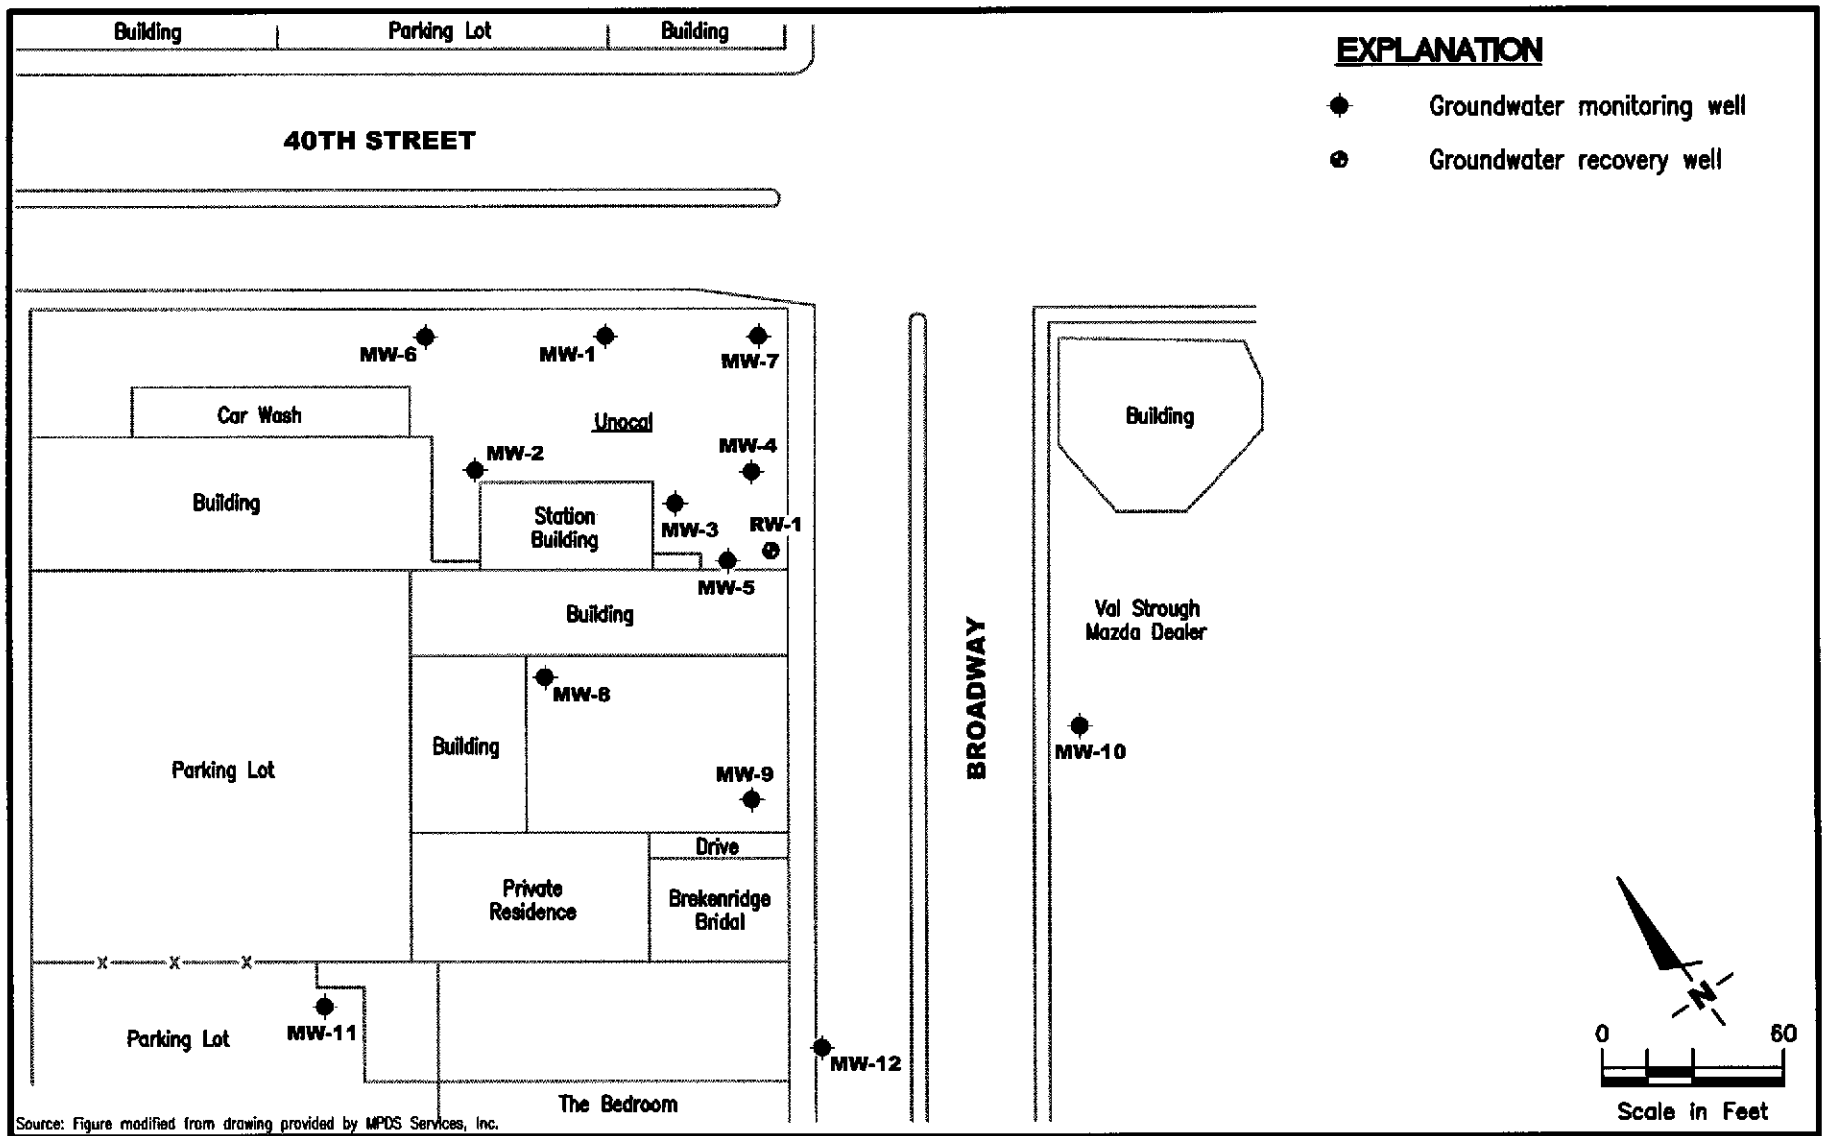 Building
Parking Lot
Building
EXPLANATION
Groundwater monitoring well
Groundwater recovery well
40TH STREET
MW-6
MW-1
MW-7
Car Wash
Unocal
Building
MW-2
MW-4
Building
Station
Building
MW-3
RW-1
MW-5
Building
Val Strough
Mazda Dealer
BROADWAY
MW-8
Building
MW-10
Parking Lot
MW-9
Drive
Private
Residence
Brekenridge
Bridal
X X X
N
MW-11
Parking Lot
MW-12
0 60
Scale in Feet
The Bedroom
Source: Figure modified from drawing provided by MPDS Services, Inc.